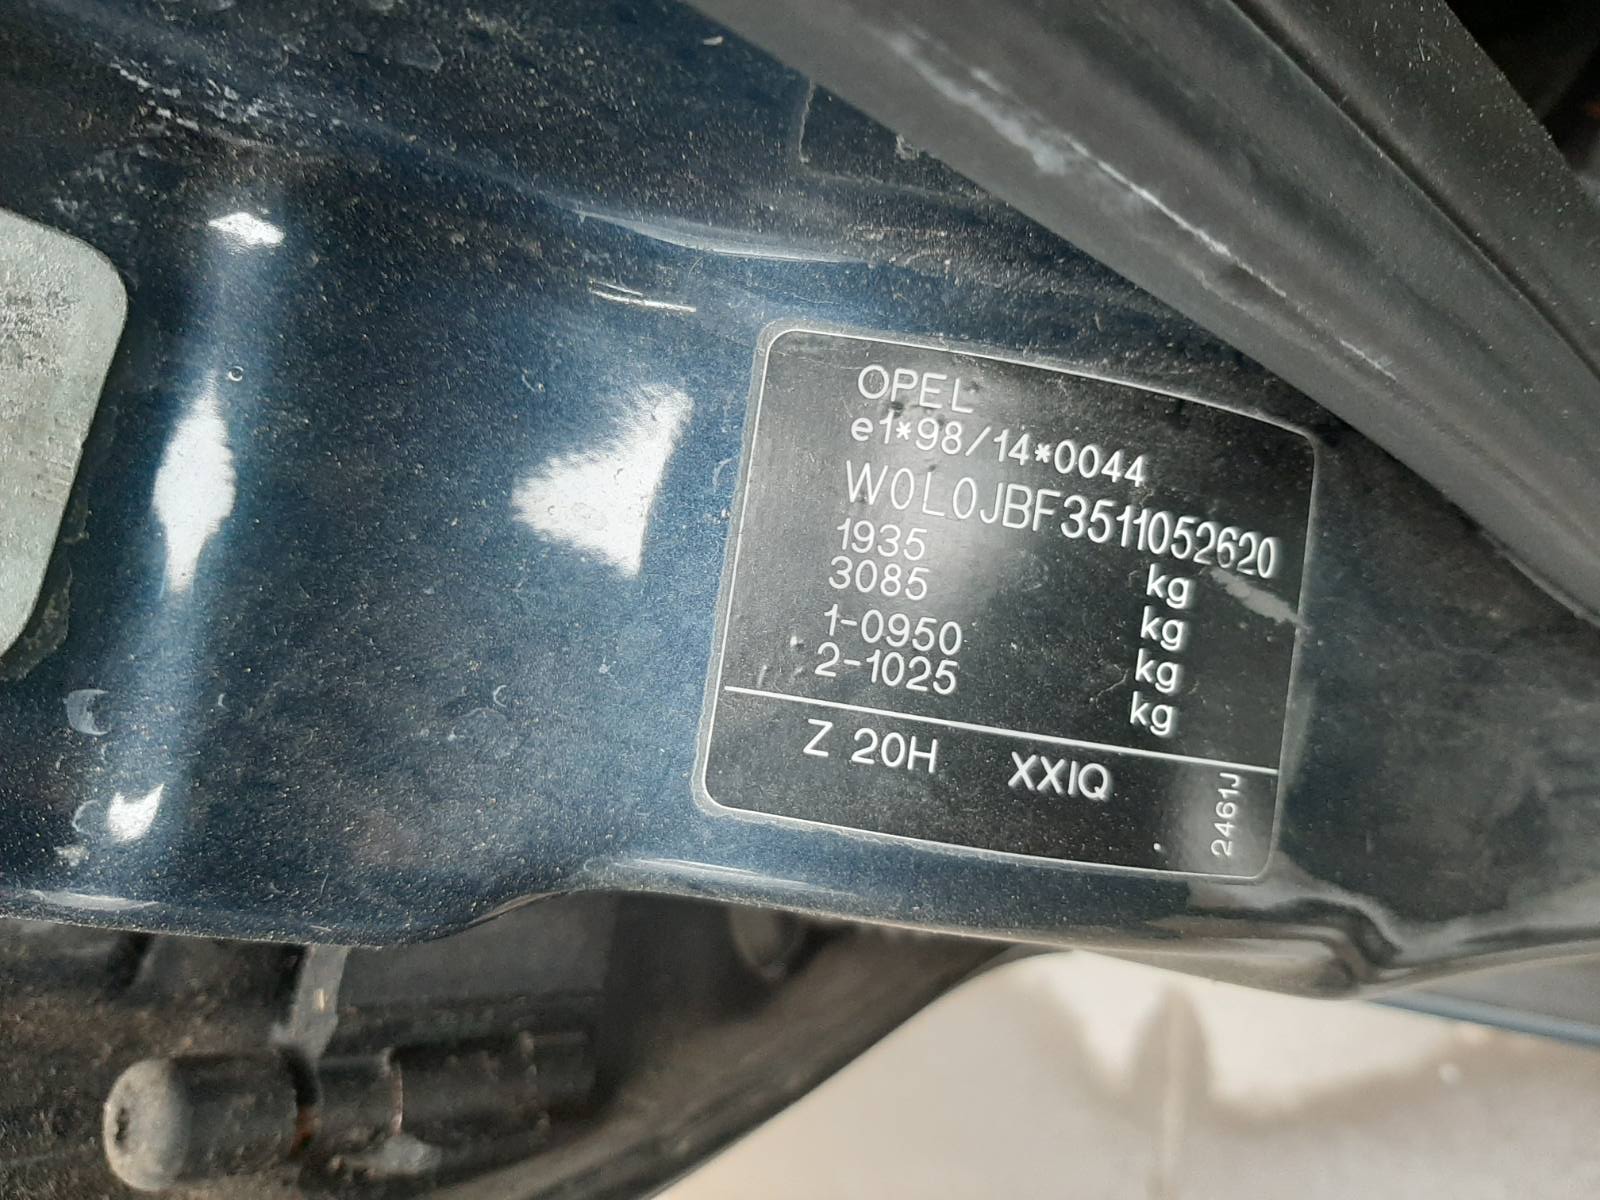 OPEL
e1*98/14*0044
W0L0JBF3511052620
1935 kg
3085 kg
1-0950 kg
2-1025 kg
Z 20H XXIQ
2461J